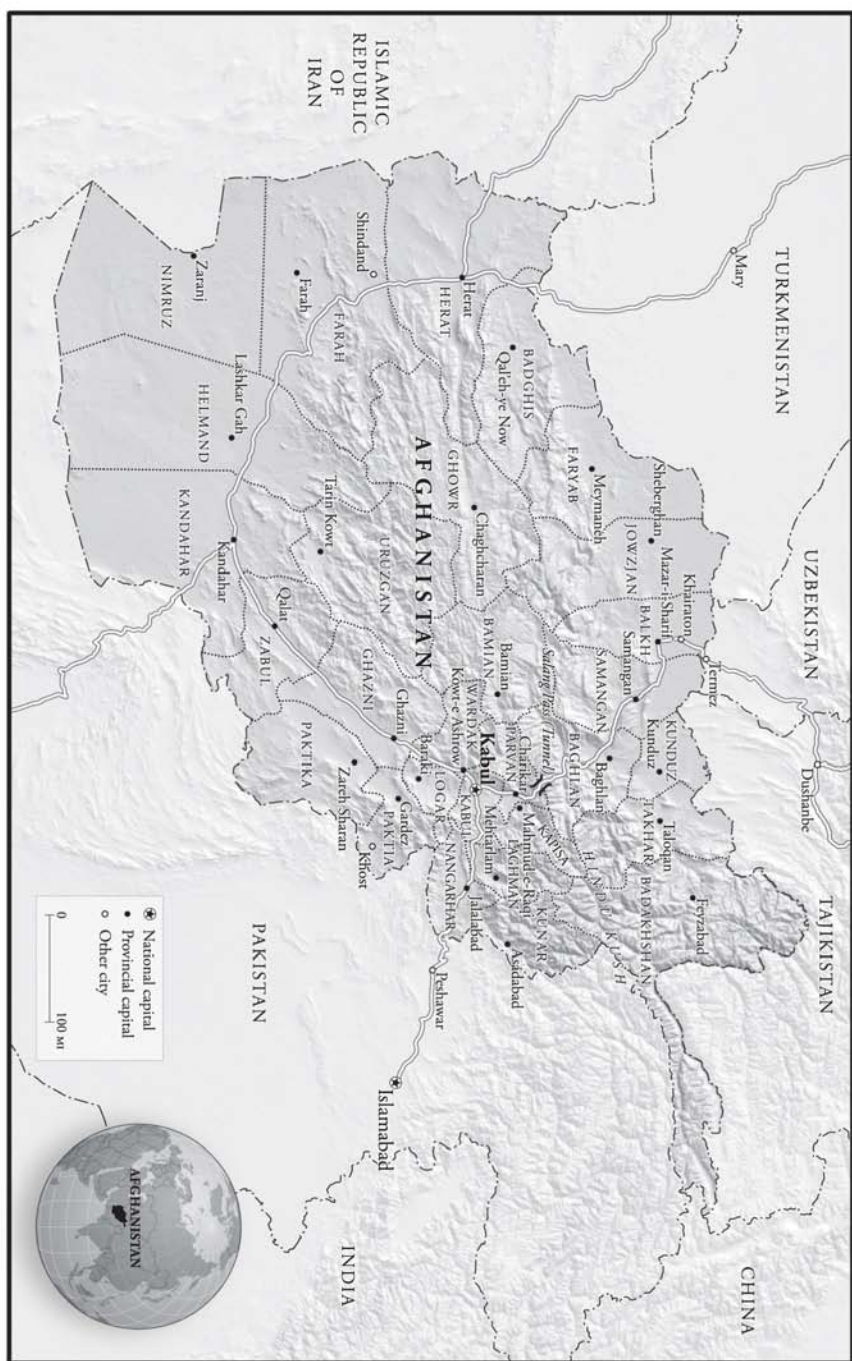 TURKMENISTAN
UZBEKISTAN
TAJIKISTAN
CHINA
Mary
Termez
Dushanbe
Khairaton
Sheberghan
Mazar-i Sharif
BALKH
JOWZJAN
Samangan
SAMANGAN
KUNDUZ
Kunduz
Taloqan
TAKHAR
Feyzabad
BADAKHSHAN
Meymaneh
FARYAB
Baghlan
BAGHLAN
HINDU KUSH
BADGHIS
Qal'eh-ye Now
Salang Pass Tunnel
Charikar
PARVAN
Mahmud-e-Raqi
KAPISA
KUNAR
Asadabad
Mehtarlam
LAGHMAN
Herat
HERAT
Chaghcharan
GHOWR
Bamian
BAMIAN
WARDAK
Kowt-e Ashrow
Kabul
KABUL
Jalalabad
NANGARHAR
Peshawar
Islamabad
AFGHANISTAN
ISLAMIC
REPUBLIC
OF
IRAN
Shindand
Farah
FARAH
URUZGAN
Tarin Kowt
GHAZNI
Ghazni
Baraki
LOGAR
Gardez
PAKTIA
Khost
Zareh Sharan
PAKTIKA
Qalat
ZABUL
Zaranj
NIMRUZ
Lashkar Gah
HELMAND
Kandahar
KANDAHAR
PAKISTAN
INDIA
National capital
Provincial capital
Other city
0 100 MI
AFGHANISTAN